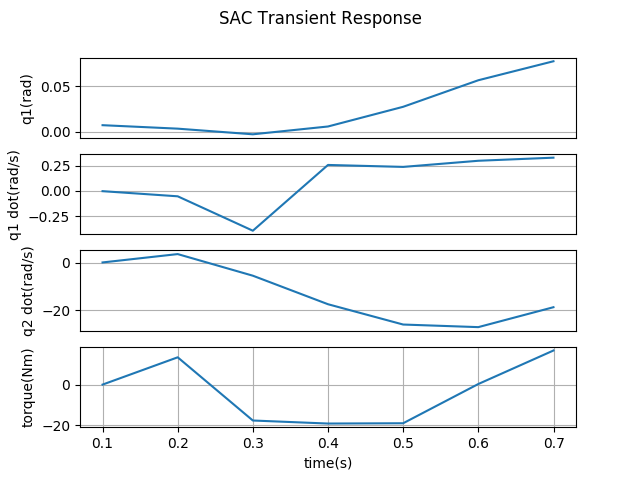 SAC Transient Response
q1(rad)
0.05
0.00
q1 dot(rad/s)
0.25
0.00
−0.25
q2 dot(rad/s)
0
−20
torque(Nm)
0
−20
0.1 0.2 0.3 0.4 0.5 0.6 0.7
time(s)